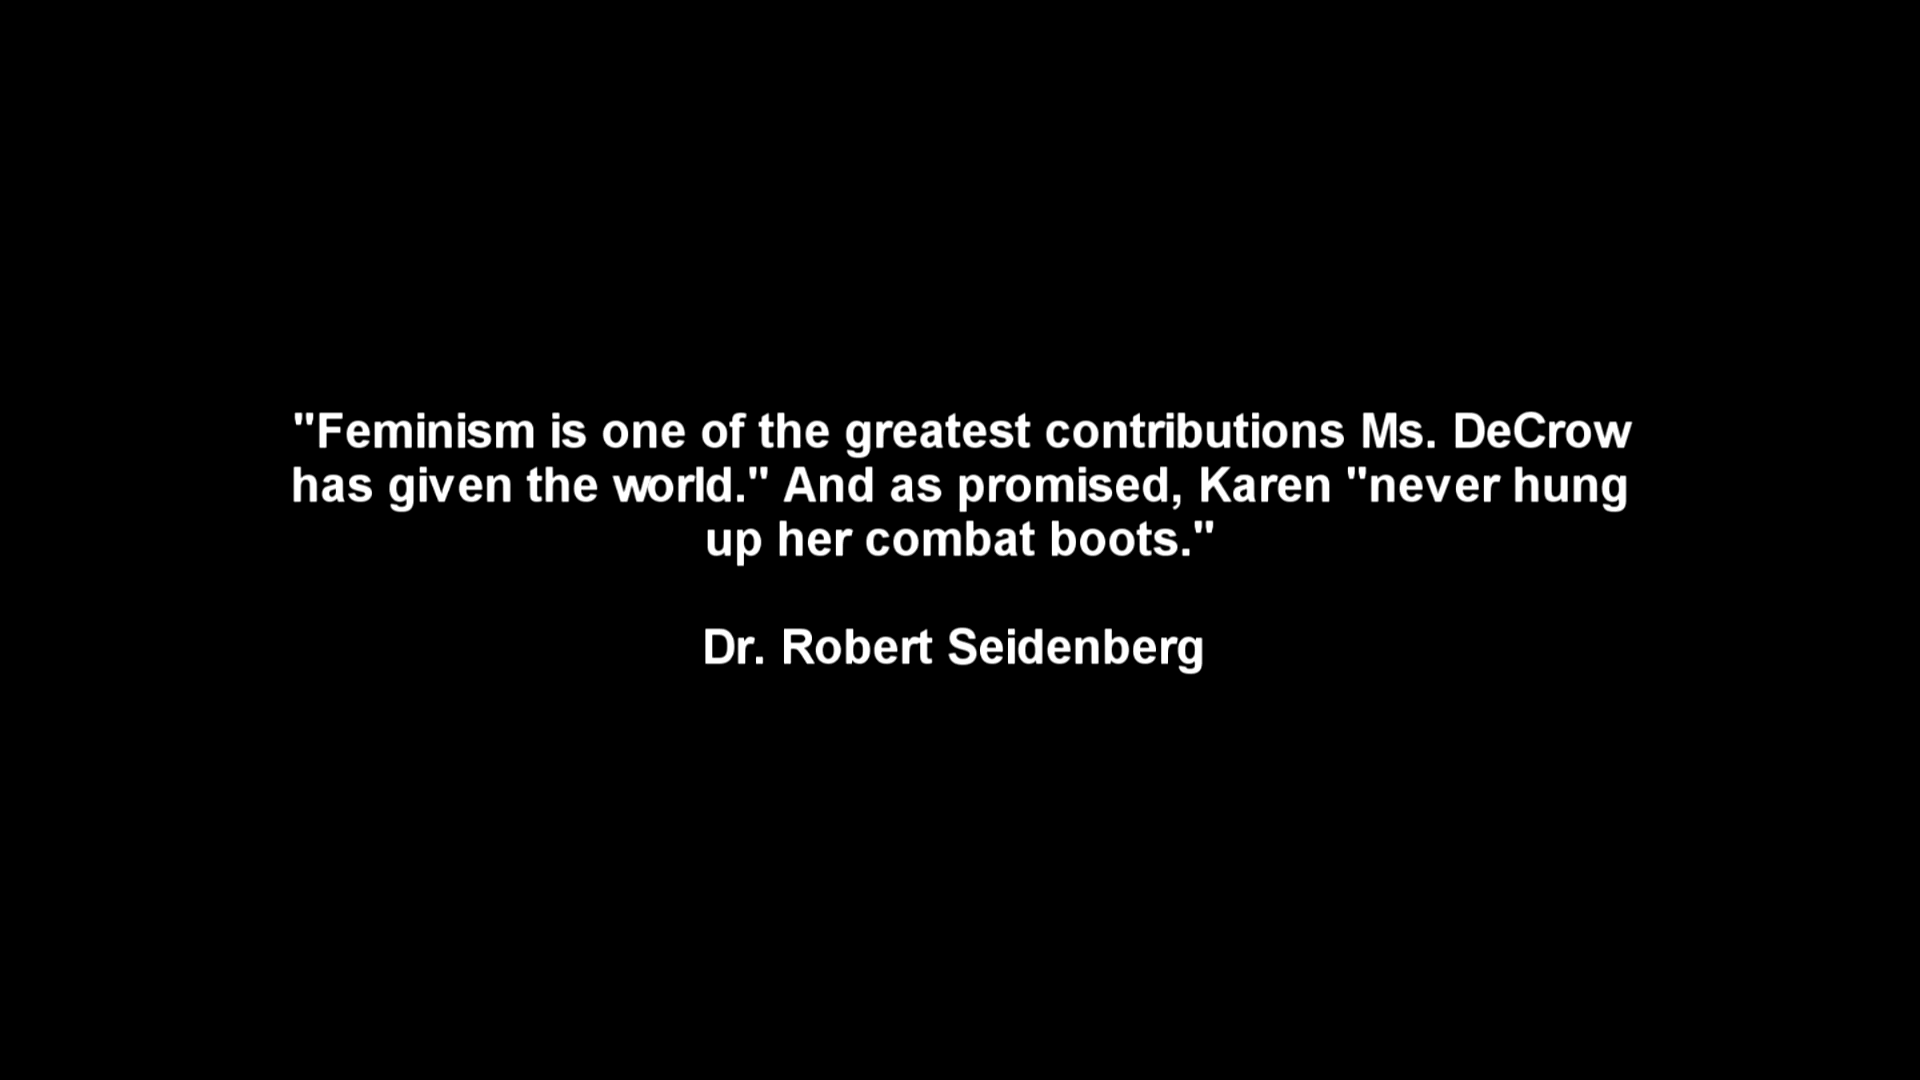 "Feminism is one of the greatest contributions Ms. DeCrow
has given the world." And as promised, Karen "never hung
up her combat boots."
Dr. Robert Seidenberg